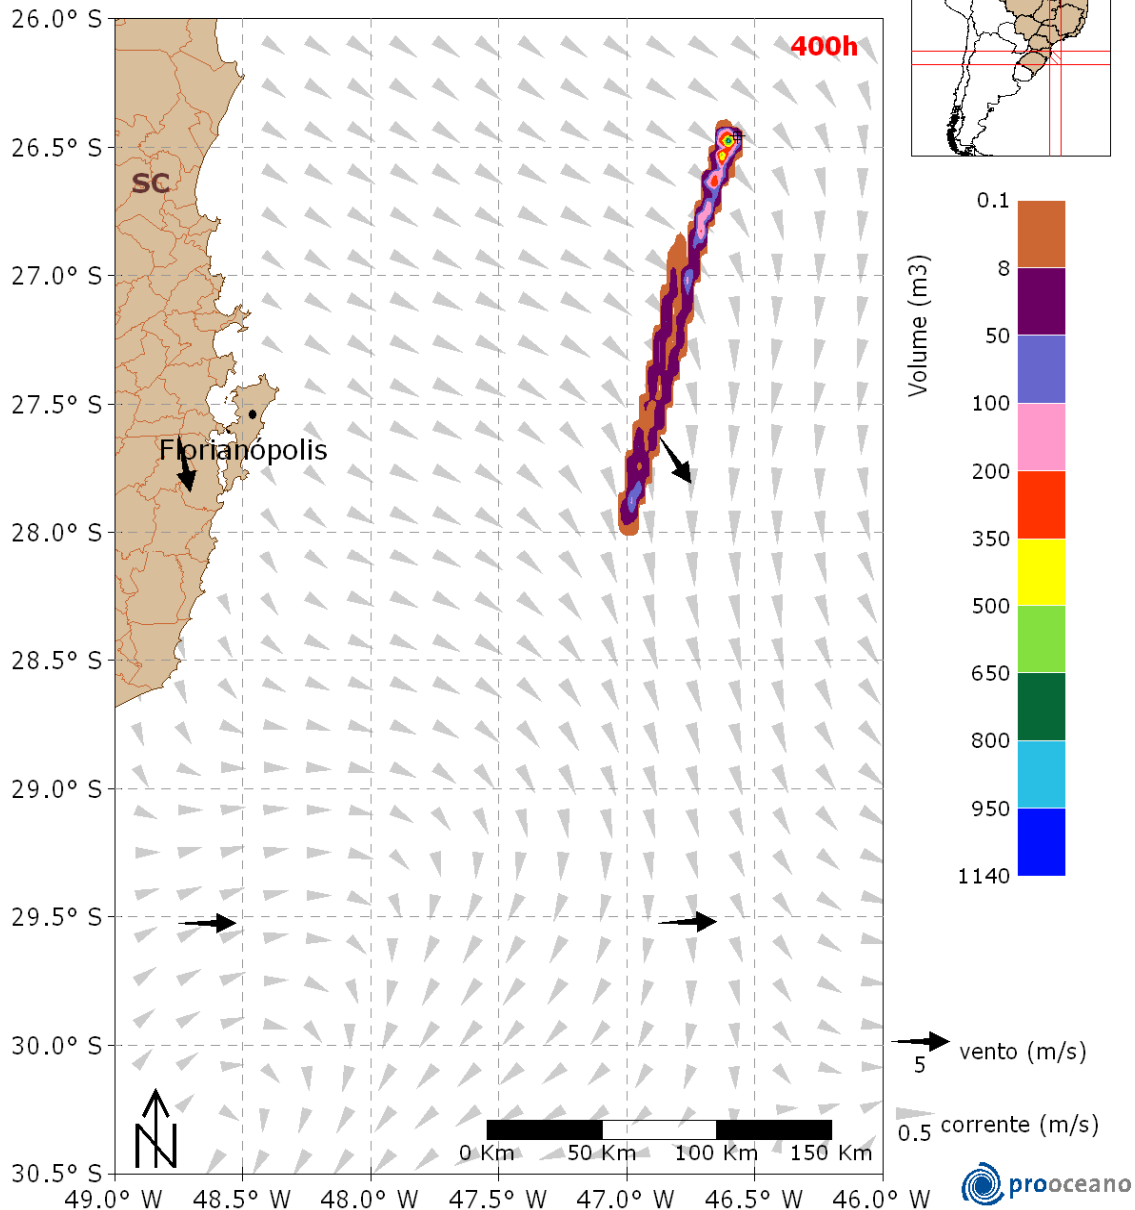 26.0° S
400h
26.5° S
SC
0.1
27.0° S
8
Volume (m3)
50
100
27.5° S
Florianópolis
200
28.0° S
350
500
28.5° S
650
800
29.0° S
950
1140
29.5° S
30.0° S
vento (m/s)
5
0.5
corrente (m/s)
N
0 Km
50 Km
100 Km
150 Km
30.5° S
49.0° W
48.5° W
48.0° W
47.5° W
47.0° W
46.5° W
46.0° W
prooceano